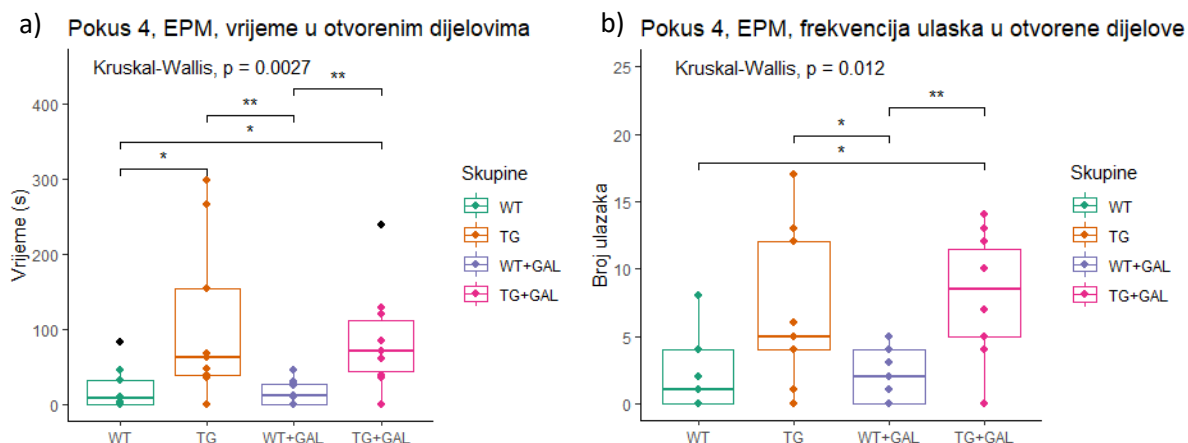 a) Pokus 4, EPM, vrijeme u otvorenim dijelovima
Kruskal-Wallis, p = 0.0027
**
**
*
*
400
300
200
100
0
Vrijeme (s)
WT
TG
WT+GAL
TG+GAL
Skupine
WT
TG
WT+GAL
TG+GAL
b) Pokus 4, EPM, frekvencija ulaska u otvorene dijelove
Kruskal-Wallis, p = 0.012
**
*
*
25
20
15
10
5
0
Broj ulazaka
WT
TG
WT+GAL
TG+GAL
Skupine
WT
TG
WT+GAL
TG+GAL